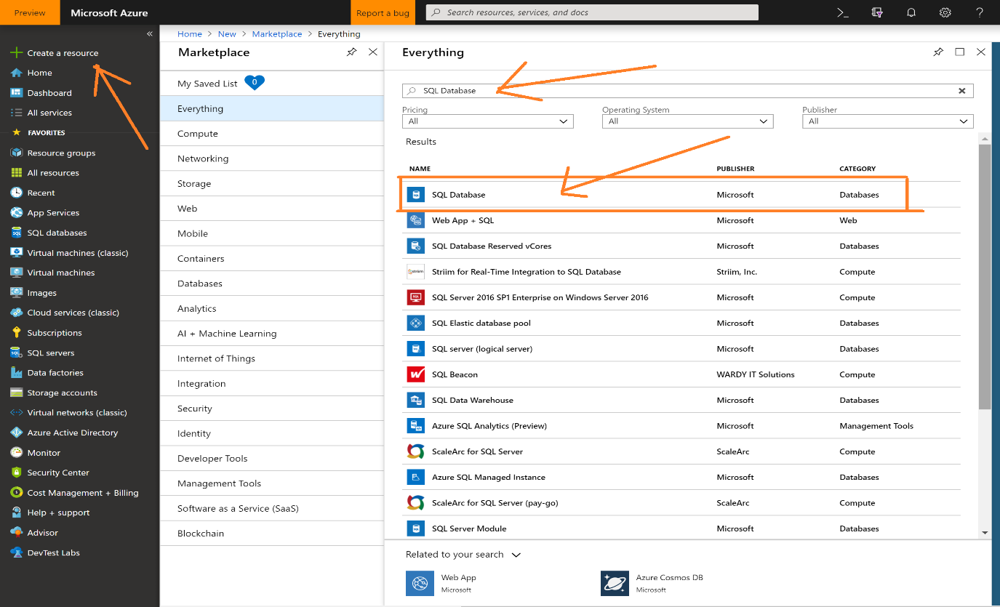 Preview
Microsoft Azure
Report a bug
Search resources, services, and docs
>_
?
«
Create a resource
Home
Dashboard
All services
FAVORITES
Resource groups
All resources
Recent
App Services
SQL databases
Virtual machines (classic)
Virtual machines
Images
Cloud services (classic)
Subscriptions
SQL servers
Data factories
Storage accounts
Virtual networks (classic)
Azure Active Directory
Monitor
Security Center
Cost Management + Billing
Help + support
Advisor
DevTest Labs
Home > New > Marketplace > Everything
Marketplace
My Saved List 0
Everything
Compute
Networking
Storage
Web
Mobile
Containers
Databases
Analytics
AI + Machine Learning
Internet of Things
Integration
Security
Identity
Developer Tools
Management Tools
Software as a Service (SaaS)
Blockchain
Everything
SQL Database
Pricing Operating System Publisher
All All All
Results
NAME PUBLISHER CATEGORY
SQL Database Microsoft Databases
Web App + SQL Microsoft Web
SQL Database Reserved vCores Microsoft Databases
Striim for Real-Time Integration to SQL Database Striim, Inc. Compute
SQL Server 2016 SP1 Enterprise on Windows Server 2016 Microsoft Compute
SQL Elastic database pool Microsoft Databases
SQL server (logical server) Microsoft Databases
SQL Beacon WARDY IT Solutions Compute
SQL Data Warehouse Microsoft Databases
Azure SQL Analytics (Preview) Microsoft Management Tools
ScaleArc for SQL Server ScaleArc Compute
Azure SQL Managed Instance Microsoft Databases
ScaleArc for SQL Server (pay-go) ScaleArc Compute
SQL Server Module Microsoft Databases
Related to your search
Web App
Microsoft
Azure Cosmos DB
Microsoft